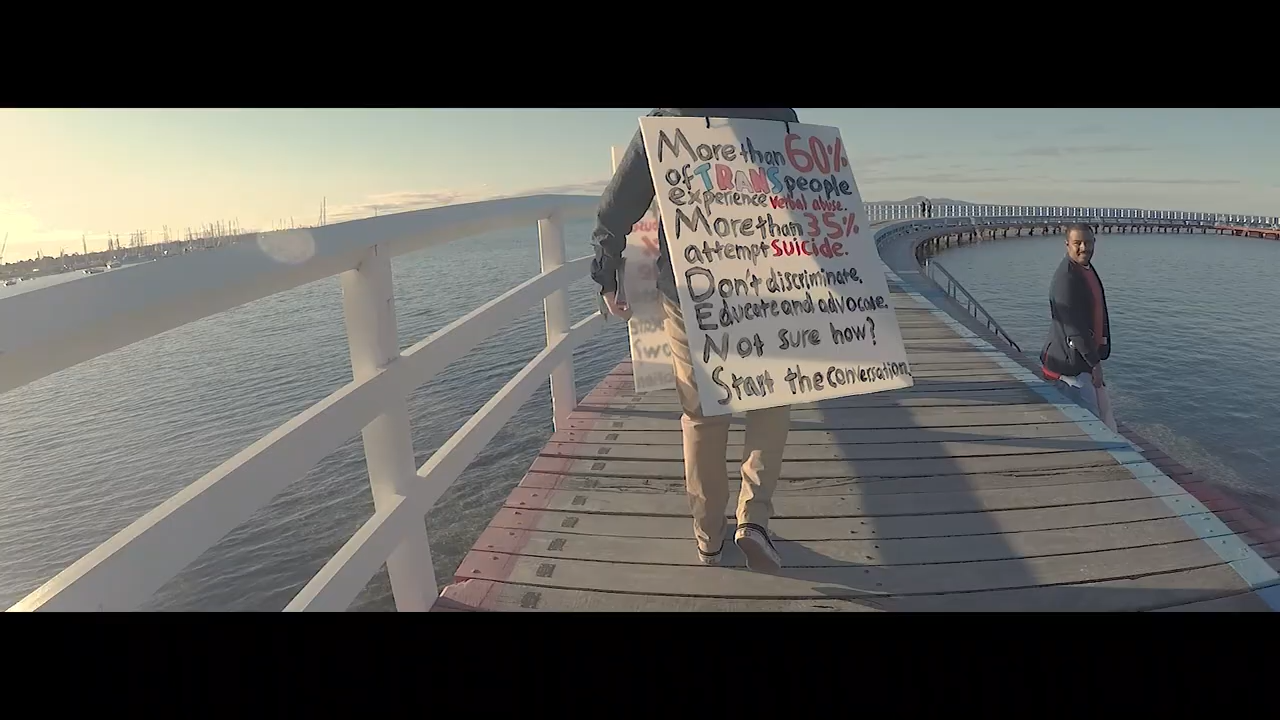 More than 60%
of TRANS people
experience verbal abuse.
More than 35%
attempt suicide.
Don't discriminate.
Educate and advocate.
Not sure how?
Start the conversation.